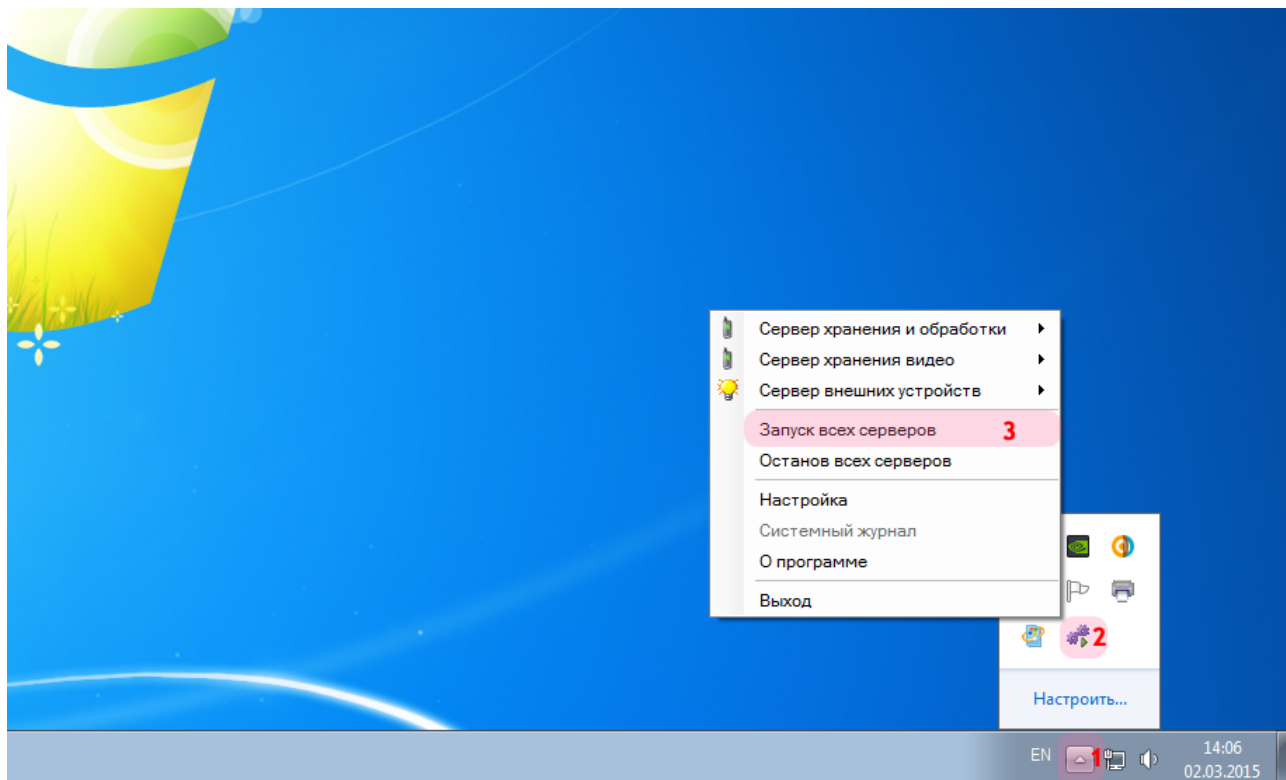 Сервер хранения и обработки
Сервер хранения видео
Сервер внешних устройств
Запуск всех серверов 3
Останов всех серверов
Настройка
Системный журнал
О программе
Выход
2
Настроить...
EN 1 14:06
02.03.2015